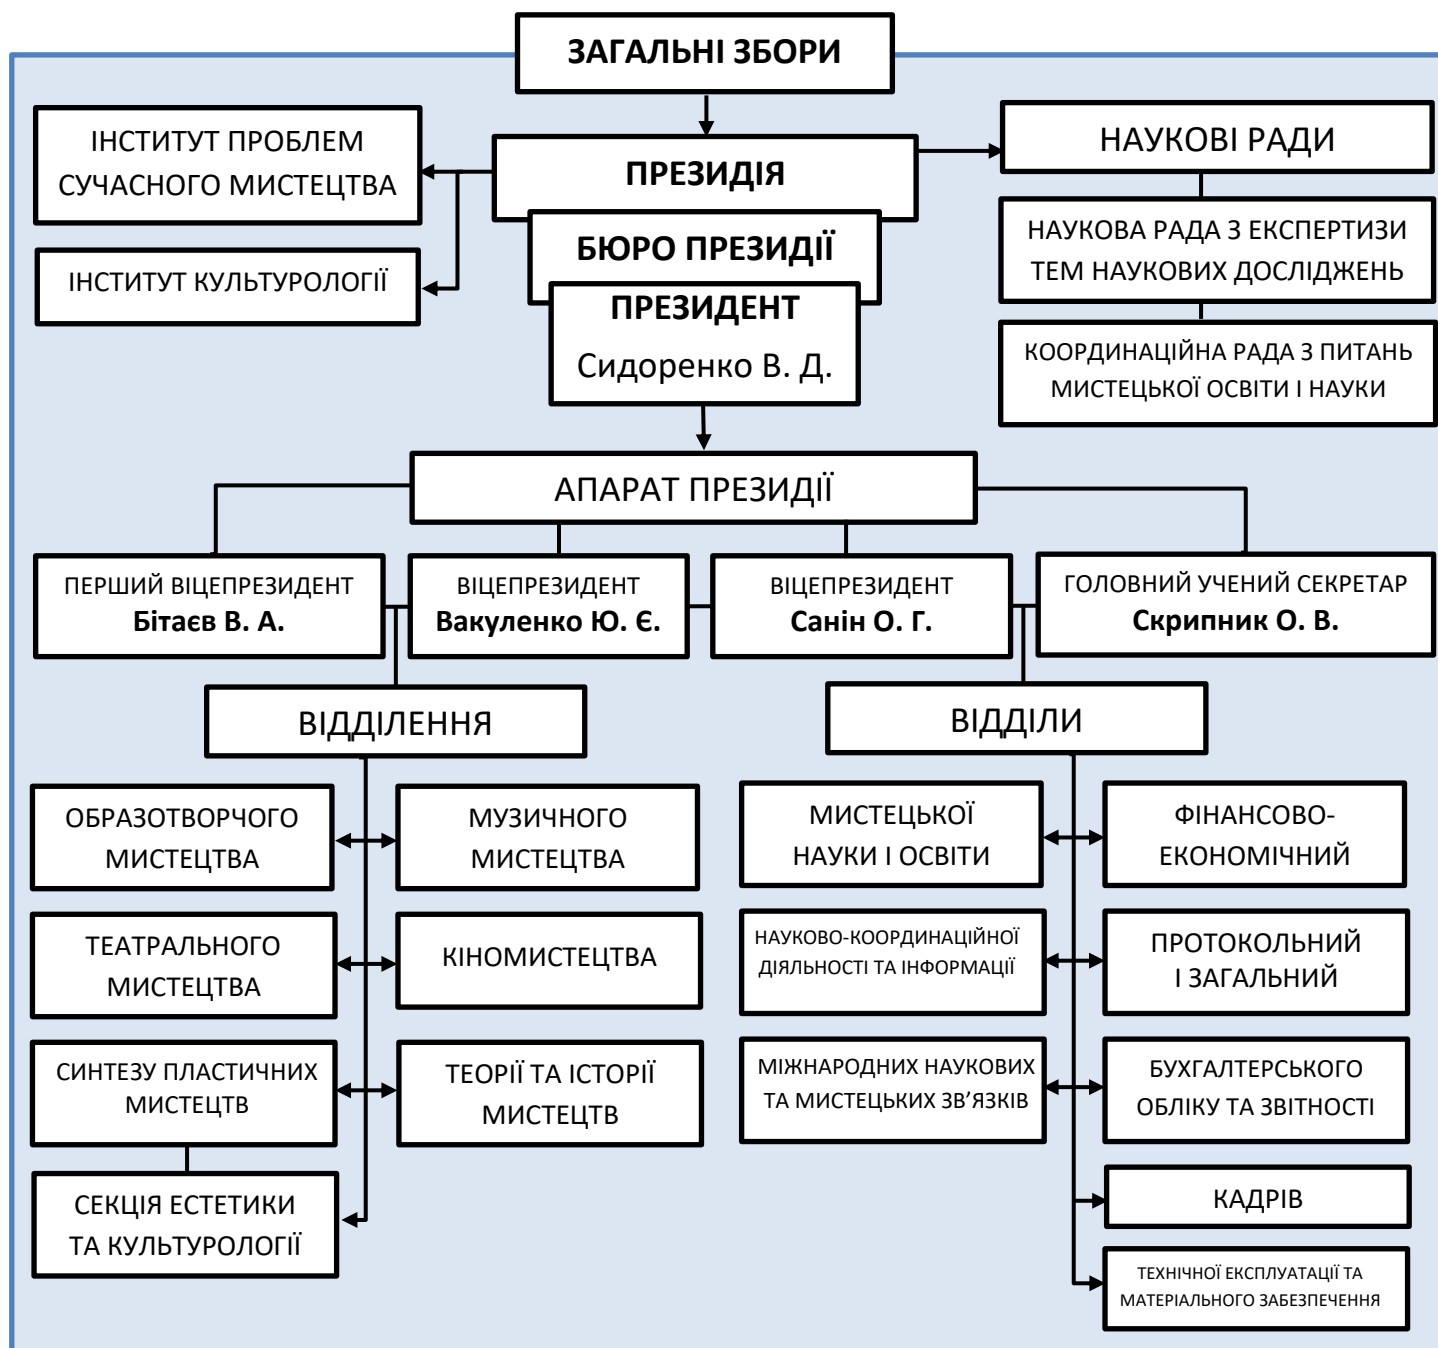 ЗАГАЛЬНІ ЗБОРИ
ІНСТИТУТ ПРОБЛЕМ
СУЧАСНОГО МИСТЕЦТВА
ІНСТИТУТ КУЛЬТУРОЛОГІЇ
ПРЕЗИДІЯ
БЮРО ПРЕЗИДІЇ
ПРЕЗИДЕНТ
Сидоренко В. Д.
НАУКОВІ РАДИ
НАУКОВА РАДА З ЕКСПЕРТИЗИ
ТЕМ НАУКОВИХ ДОСЛІДЖЕНЬ
КООРДИНАЦІЙНА РАДА З ПИТАНЬ
МИСТЕЦЬКОЇ ОСВІТИ І НАУКИ
АПАРАТ ПРЕЗИДІЇ
ПЕРШИЙ ВІЦЕПРЕЗИДЕНТ
Бітаєв В. А.
ВІЦЕПРЕЗИДЕНТ
Вакуленко Ю. Є.
ВІЦЕПРЕЗИДЕНТ
Санін О. Г.
ГОЛОВНИЙ УЧЕНИЙ СЕКРЕТАР
Скрипник О. В.
ВІДДІЛЕННЯ
ОБРАЗОТВОРЧОГО
МИСТЕЦТВА
МУЗИЧНОГО
МИСТЕЦТВА
ТЕАТРАЛЬНОГО
МИСТЕЦТВА
КІНОМИСТЕЦТВА
СИНТЕЗУ ПЛАСТИЧНИХ
МИСТЕЦТВ
ТЕОРІЇ ТА ІСТОРІЇ
МИСТЕЦТВ
СЕКЦІЯ ЕСТЕТИКИ
ТА КУЛЬТУРОЛОГІЇ
ВІДДІЛИ
МИСТЕЦЬКОЇ
НАУКИ І ОСВІТИ
ФІНАНСОВО-
ЕКОНОМІЧНИЙ
НАУКОВО-КООРДИНАЦІЙНОЇ
ДІЯЛЬНОСТІ ТА ІНФОРМАЦІЇ
ПРОТОКОЛЬНИЙ
І ЗАГАЛЬНИЙ
МІЖНАРОДНИХ НАУКОВИХ
ТА МИСТЕЦЬКИХ ЗВ’ЯЗКІВ
БУХГАЛТЕРСЬКОГО
ОБЛІКУ ТА ЗВІТНОСТІ
КАДРІВ
ТЕХНІЧНОЇ ЕКСПЛУАТАЦІЇ ТА
МАТЕРІАЛЬНОГО ЗАБЕЗПЕЧЕННЯ